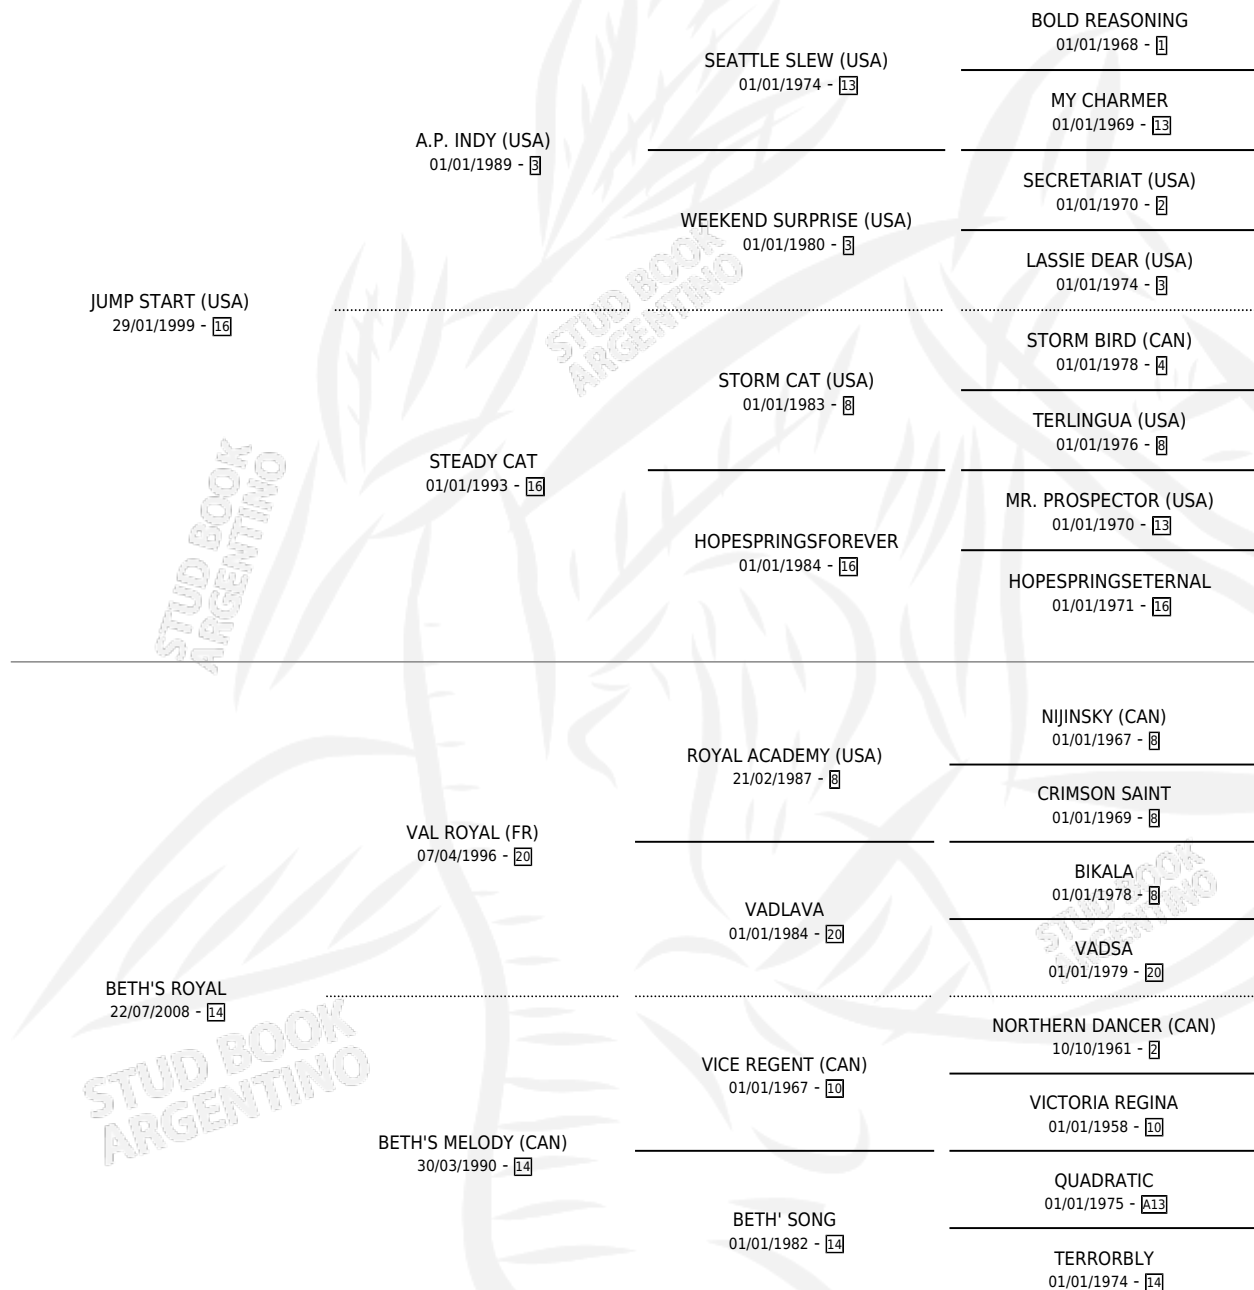 JUMP START (USA)
29/01/1999 - 16
A.P. INDY (USA)
01/01/1989 - 3
SEATTLE SLEW (USA)
01/01/1974 - 13
BOLD REASONING
01/01/1968 - 1
MY CHARMER
01/01/1969 - 13
WEEKEND SURPRISE (USA)
01/01/1980 - 3
SECRETARIAT (USA)
01/01/1970 - 2
LASSIE DEAR (USA)
01/01/1974 - 3
STEADY CAT
01/01/1993 - 16
STORM CAT (USA)
01/01/1983 - 8
STORM BIRD (CAN)
01/01/1978 - 4
TERLINGUA (USA)
01/01/1976 - 8
HOPESPRINGSFOREVER
01/01/1984 - 16
MR. PROSPECTOR (USA)
01/01/1970 - 13
HOPESPRINGSETERNAL
01/01/1971 - 16
BETH'S ROYAL
22/07/2008 - 14
VAL ROYAL (FR)
07/04/1996 - 20
ROYAL ACADEMY (USA)
21/02/1987 - 8
NIJINSKY (CAN)
01/01/1967 - 8
CRIMSON SAINT
01/01/1969 - 8
VADLAVA
01/01/1984 - 20
BIKALA
01/01/1978 - 8
VADSA
01/01/1979 - 20
BETH'S MELODY (CAN)
30/03/1990 - 14
VICE REGENT (CAN)
01/01/1967 - 10
NORTHERN DANCER (CAN)
10/10/1961 - 2
VICTORIA REGINA
01/01/1958 - 10
BETH' SONG
01/01/1982 - 14
QUADRATIC
01/01/1975 - A13
TERRORBLY
01/01/1974 - 14
STUD BOOK
ARGENTINO
STUD BOOK
ARGENTINO
STUD BOOK
ARGENTINO
STUD BOOK
ARGENTINO